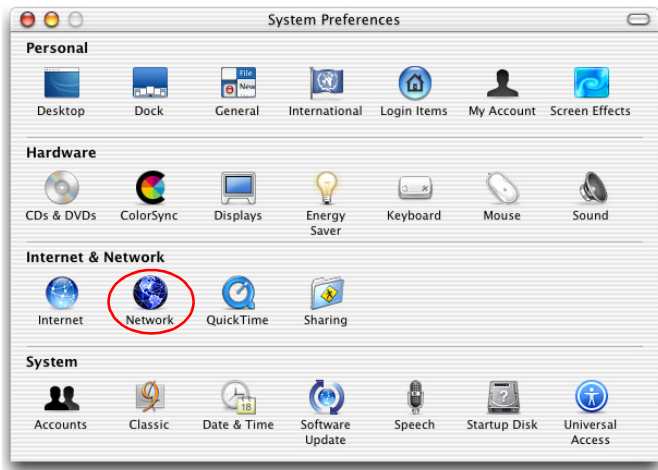 System Preferences
Personal
File
New
Desktop Dock General International Login Items My Account Screen Effects
Hardware
CDs & DVDs ColorSync Displays Energy Saver Keyboard Mouse Sound
Internet & Network
Internet Network QuickTime Sharing
System
18
Accounts Classic Date & Time Software Update Speech Startup Disk Universal Access